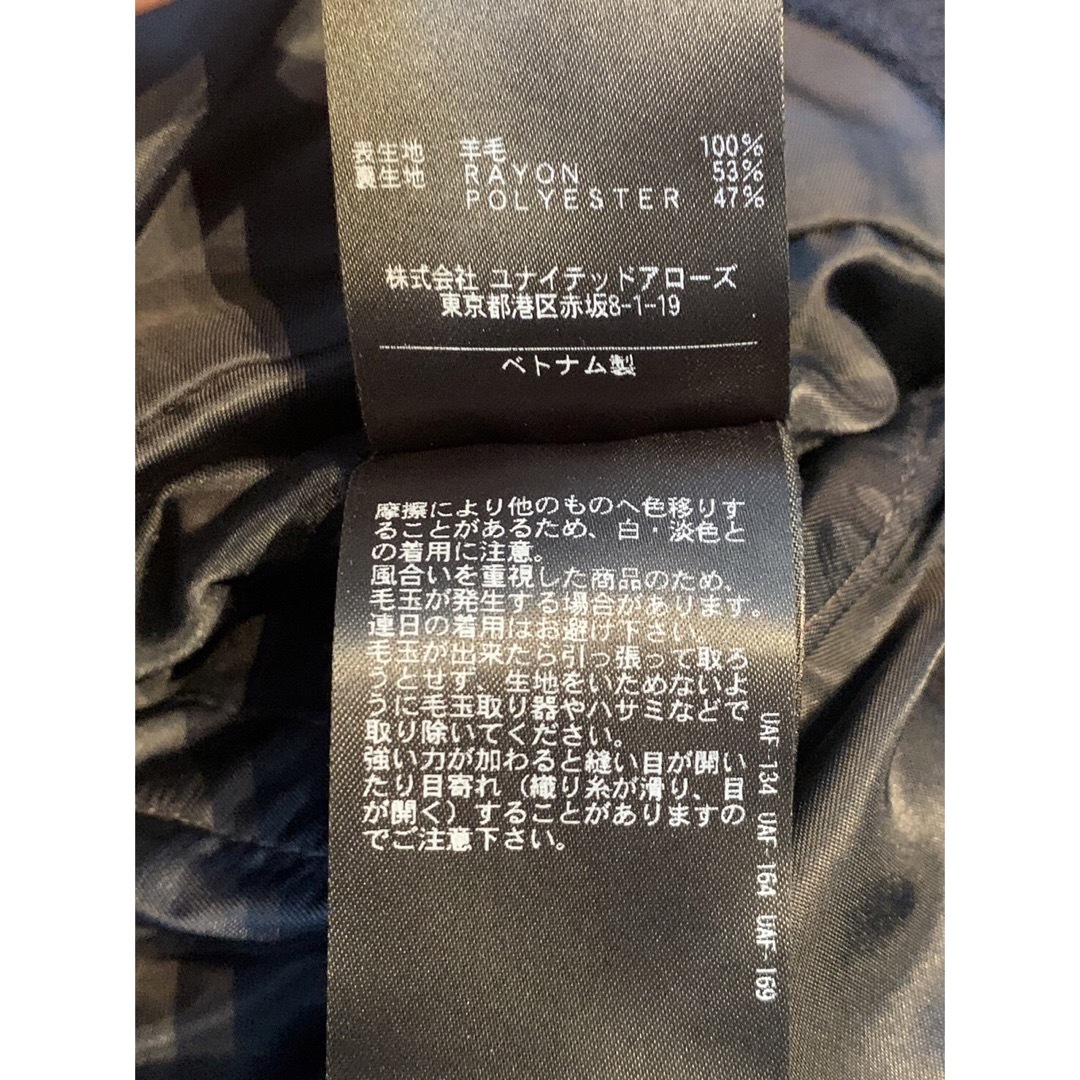 表生地 羊毛 100%
裏生地 RAYON 53%
POLYESTER 47%
株式会社 ユナイテッドアローズ
東京都港区赤坂8-1-19
ベトナム製
摩擦により他のものへ色移りす
ることがあるため、白・淡色と
の着用に注意。
風合いを重視した商品のため、
毛玉が発生する場合があります。
連日の着用はお避け下さい。
毛玉が出来たら引っ張って取ろ
うとせず、生地をいためないよ
うに毛玉取り器やハサミなどで
取り除いてください。
強い力が加わると縫い目が開い
たり目寄れ（織り糸が滑り、目
が開く）することがありますの
でご注意下さい。
UAF-134 UAF-164 UAF-169